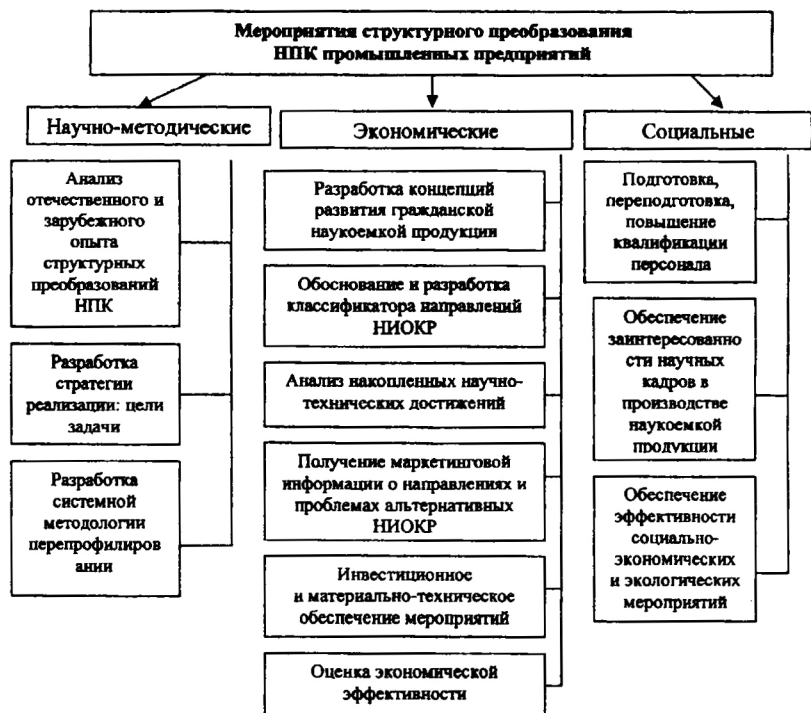 Мероприятия структурного преобразования
НПК промышленных предприятий
Научно-методические
Анализ
отечественного и
зарубежного
опыта
структурных
преобразований
НПК
Разработка
стратегии
реализации: цели
задачи
Разработка
системной
методологии
перепрофилиров
ании
Экономические
Разработка концепций
развития гражданской
наукоемкой продукции
Обоснование и разработка
классификатора направлений
НИОКР
Анализ накопленных научно-
технических достижений
Получение маркетинговой
информации о направлениях и
проблемах альтернативных
НИОКР
Инвестиционное
и материально-техническое
обеспечение мероприятий
Оценка экономической
эффективности
Социальные
Подготовка,
переподготовка,
повышение
квалификации
персонала
Обеспечение
заинтересованно
сти научных
кадров в
производстве
наукоемкой
продукции
Обеспечение
эффективности
социально-
экономических
и экологических
мероприятий